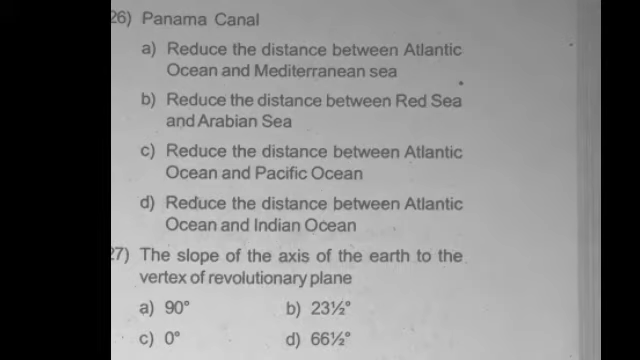 26) Panama Canal
a) Reduce the distance between Atlantic
Ocean and Mediterranean sea
b) Reduce the distance between Red Sea
and Arabian Sea
c) Reduce the distance between Atlantic
Ocean and Pacific Ocean
d) Reduce the distance between Atlantic
Ocean and Indian Ocean
27) The slope of the axis of the earth to the
vertex of revolutionary plane
a) 90° b) 23½°
c) 0° d) 66½°